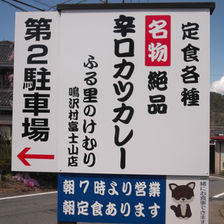 定食各種
名物 絶品
辛口カツカレー
ふる里のけむり
鳴沢村富士山店
第2駐車場
朝7時より営業
朝定食あります